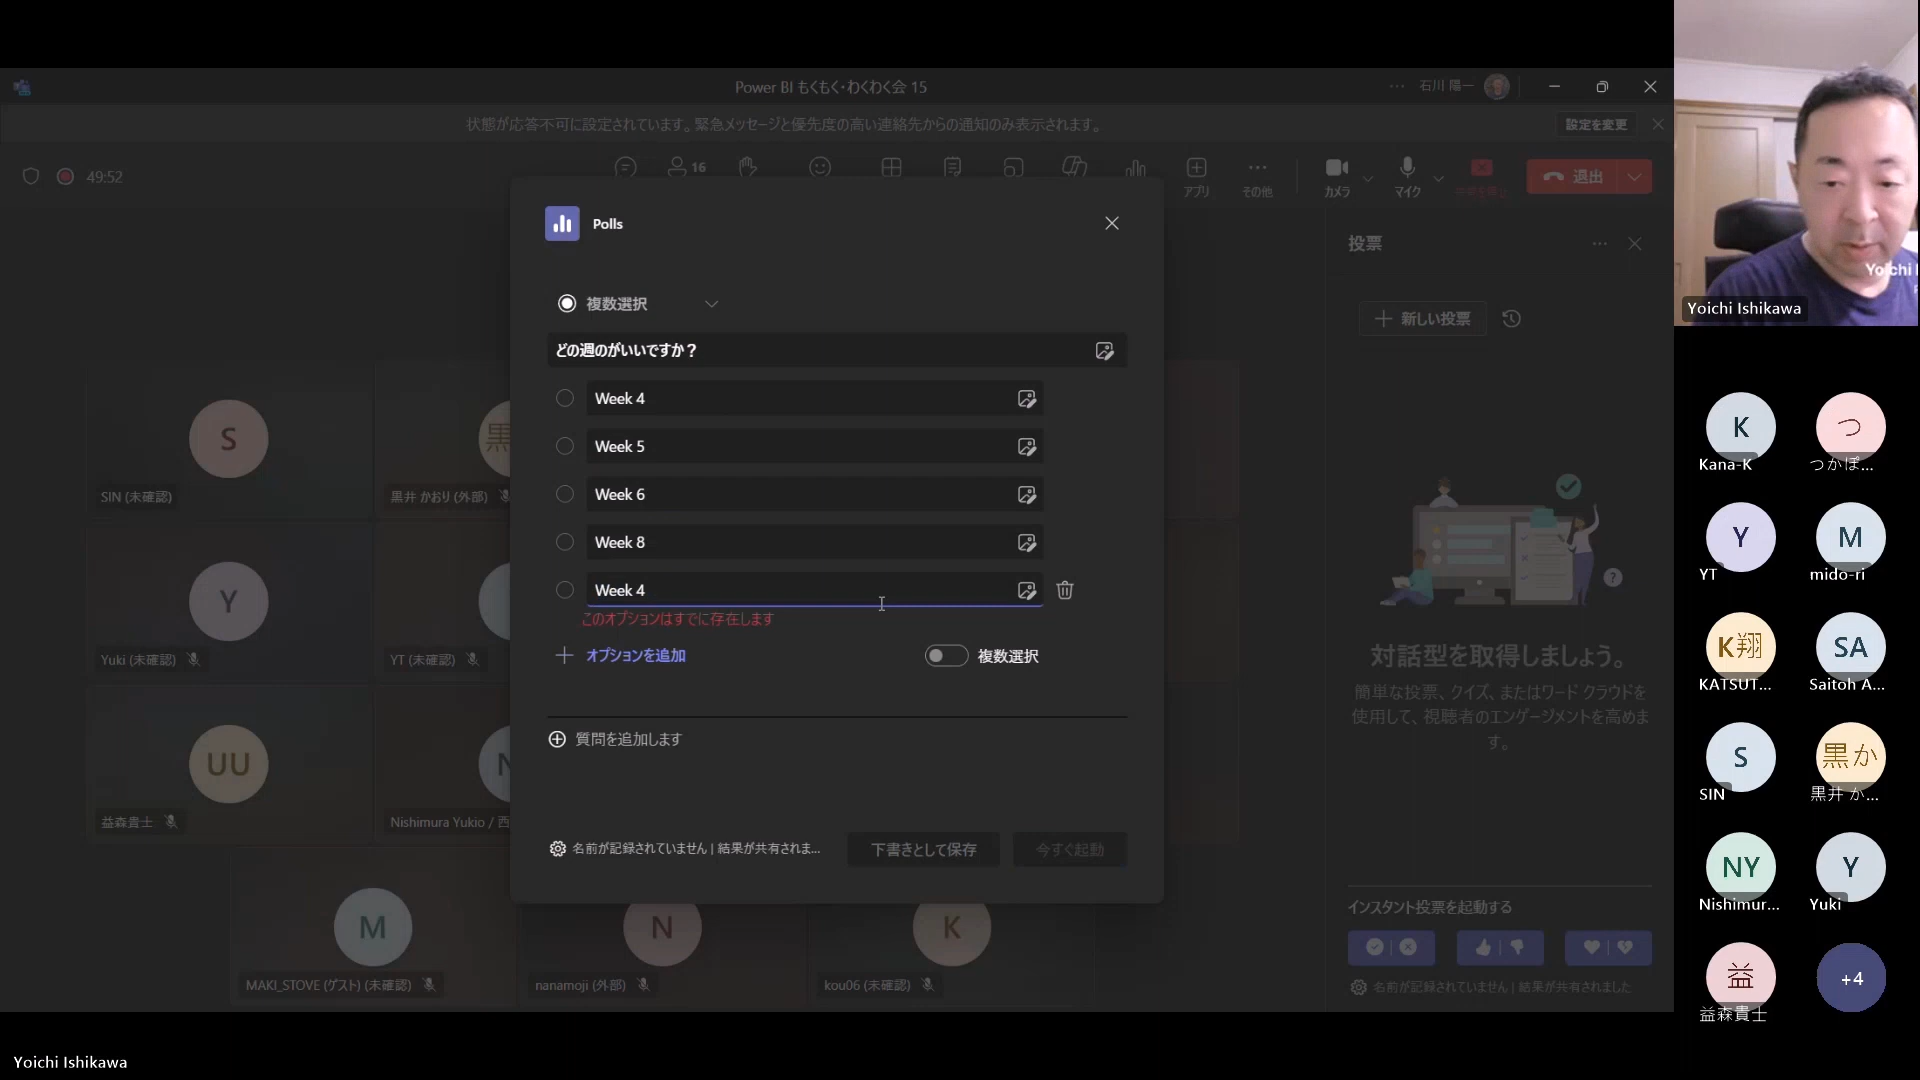 Power BI もくもく・わくわく会 15
石川 陽一
状態が応答不可に設定されています。緊急メッセージと優先度の高い連絡先からの通知のみ表示されます。
設定を変更
49:52
16
アプリ
その他
カメラ
マイク
退出
Polls
複数選択
どの週のがいいですか？
Week 4
Week 5
Week 6
Week 8
Week 4
このオプションはすでに存在します
オプションを追加
複数選択
質問を追加します
名前が記録されていません | 結果が共有されま...
下書きとして保存
今すぐ起動
投票
新しい投票
対話型を取得しましょう。
簡単な投票、クイズ、またはワード クラウドを
使用して、視聴者のエンゲージメントを高めま
す。
インスタント投票を起動する
名前が記録されていません | 結果が共有されました
S
SIN (未確認)
黒
黒井 かおり (外部)
Y
Yuki (未確認)
YT (未確認)
UU
益森貴士
N
Nishimura Yukio / 西
M
MAKI_STOVE (ゲスト) (未確認)
N
nanamoji (外部)
K
kou06 (未確認)
Yoichi
Yoichi Ishikawa
K
Kana-K
つ
つかぽ...
Y
YT
M
mido-ri
K翔
KATSUT...
SA
Saitoh A...
S
SIN
黒か
黒井 か...
NY
Nishimur...
Y
Yuki
益
益森貴士
+4
Yoichi Ishikawa